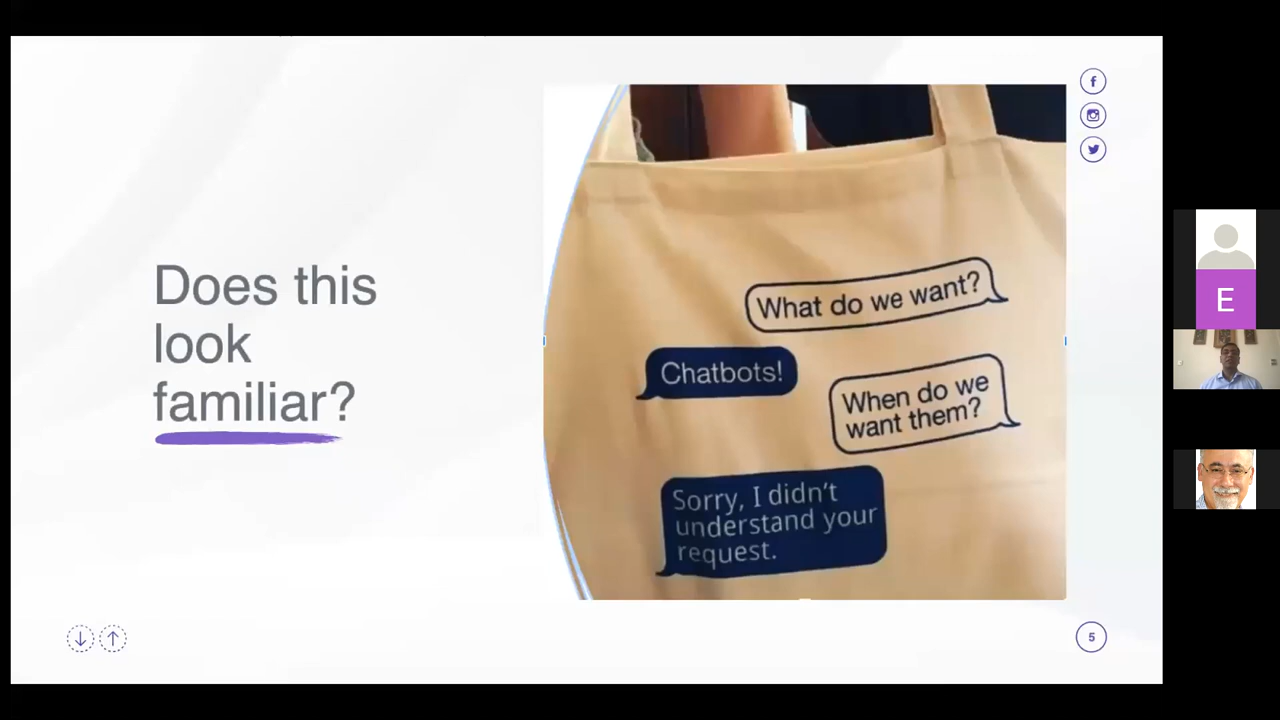 Does this
look
familiar?
What do we want?
Chatbots!
When do we
want them?
Sorry, I didn't
understand your
request.
5
E